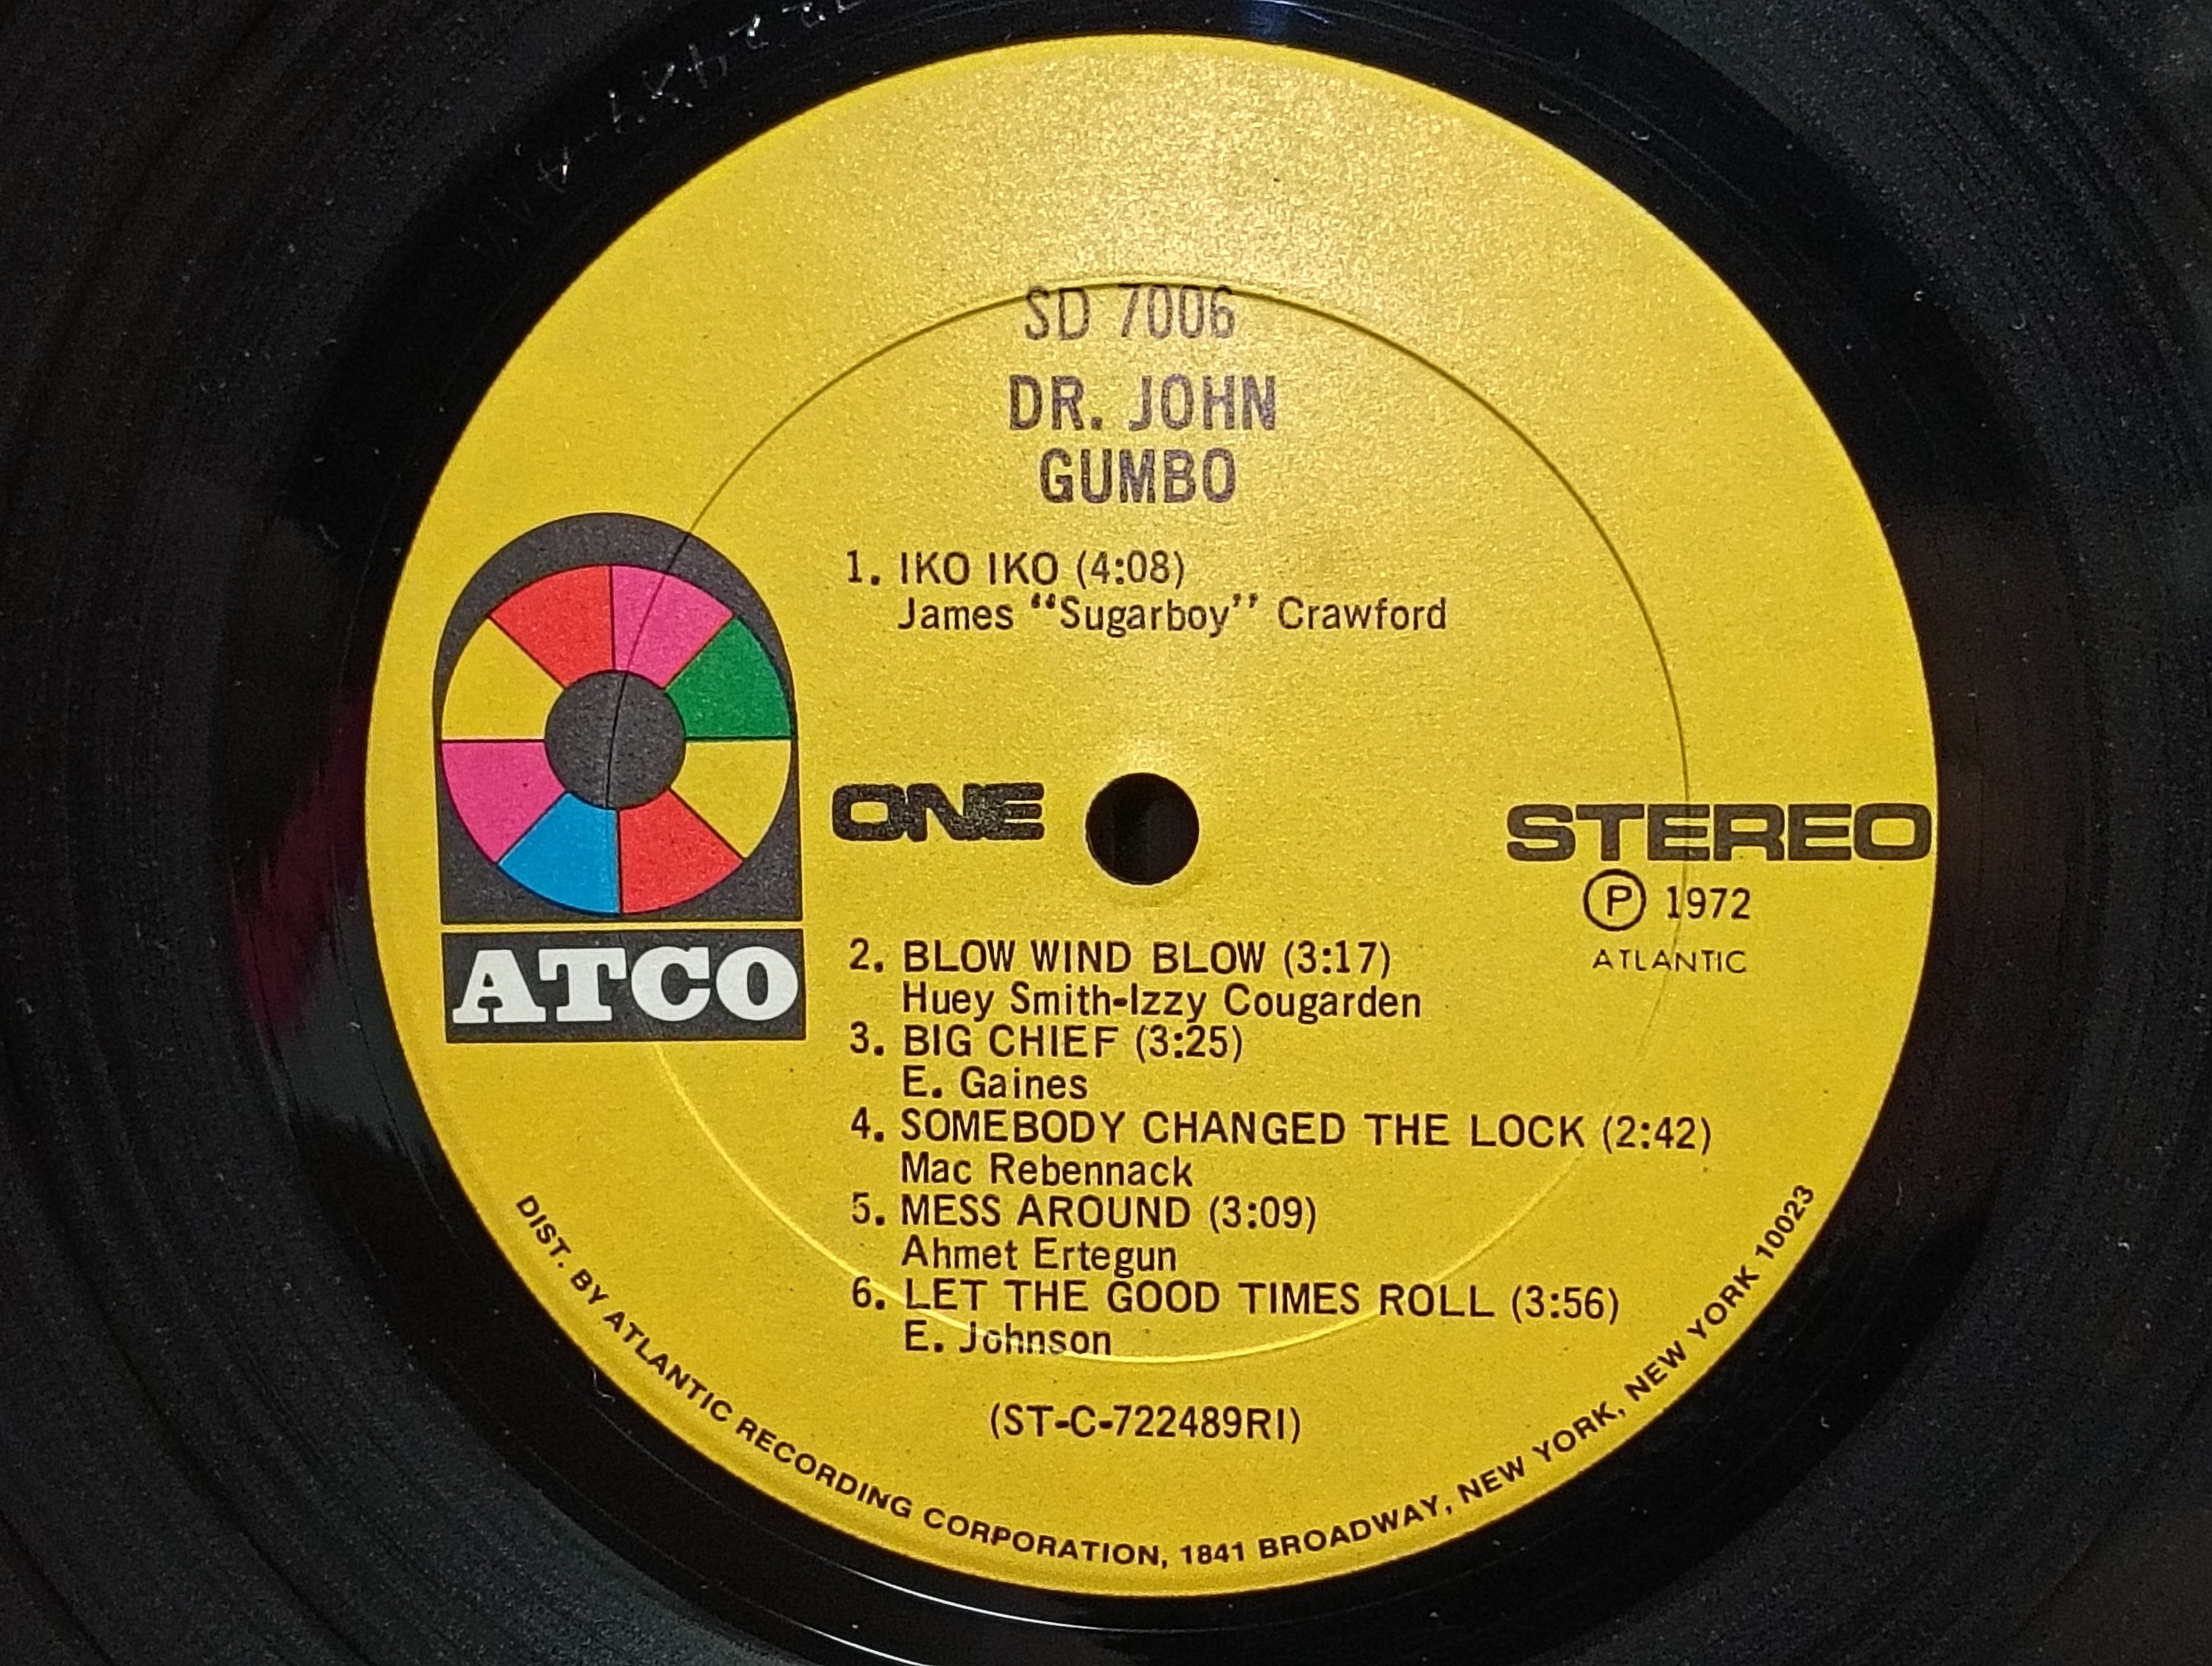 SD 7006
DR. JOHN
GUMBO
1. IKO IKO (4:08)
James “Sugarboy” Crawford
ATCO
ONE
STEREO
Ⓟ 1972
ATLANTIC
2. BLOW WIND BLOW (3:17)
Huey Smith-Izzy Cougarden
3. BIG CHIEF (3:25)
E. Gaines
4. SOMEBODY CHANGED THE LOCK (2:42)
Mac Rebennack
5. MESS AROUND (3:09)
Ahmet Ertegun
6. LET THE GOOD TIMES ROLL (3:56)
E. Johnson
(ST-C-722489RI)
DIST. BY ATLANTIC RECORDING CORPORATION, 1841 BROADWAY, NEW YORK, NEW YORK 10023